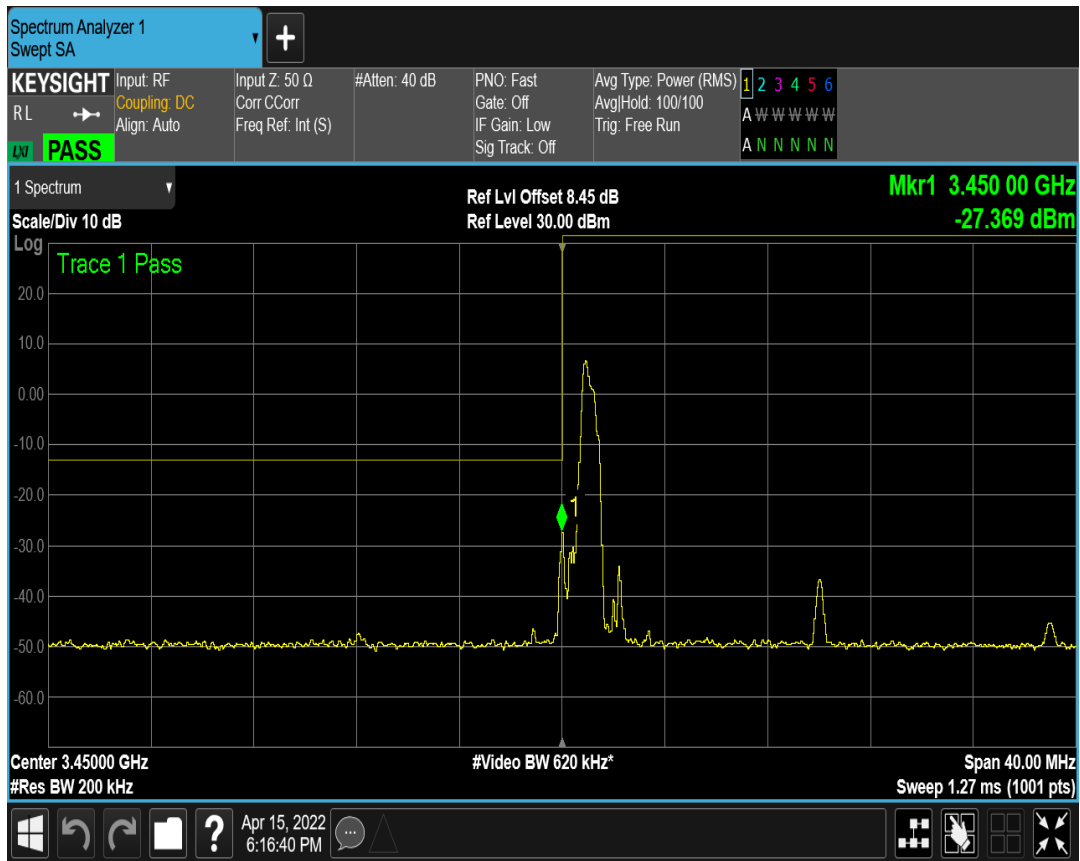 Spectrum Analyzer 1
Swept SA
+
KEYSIGHT
R L
LXI PASS
Input: RF
Coupling: DC
Align: Auto
Input Z: 50 Ω
Corr CCorr
Freq Ref: Int (S)
#Atten: 40 dB
PNO: Fast
Gate: Off
IF Gain: Low
Sig Track: Off
Avg Type: Power (RMS)
Avg|Hold: 100/100
Trig: Free Run
1 2 3 4 5 6
A W W W W W
A N N N N N
1 Spectrum
Scale/Div 10 dB
Ref Lvl Offset 8.45 dB
Ref Level 30.00 dBm
Mkr1 3.450 00 GHz
-27.369 dBm
Log
Trace 1 Pass
20.0
10.0
0.00
-10.0
-20.0
1
-30.0
-40.0
-50.0
-60.0
Center 3.45000 GHz
#Video BW 620 kHz*
Span 40.00 MHz
#Res BW 200 kHz
Sweep 1.27 ms (1001 pts)
?
Apr 15, 2022
6:16:40 PM